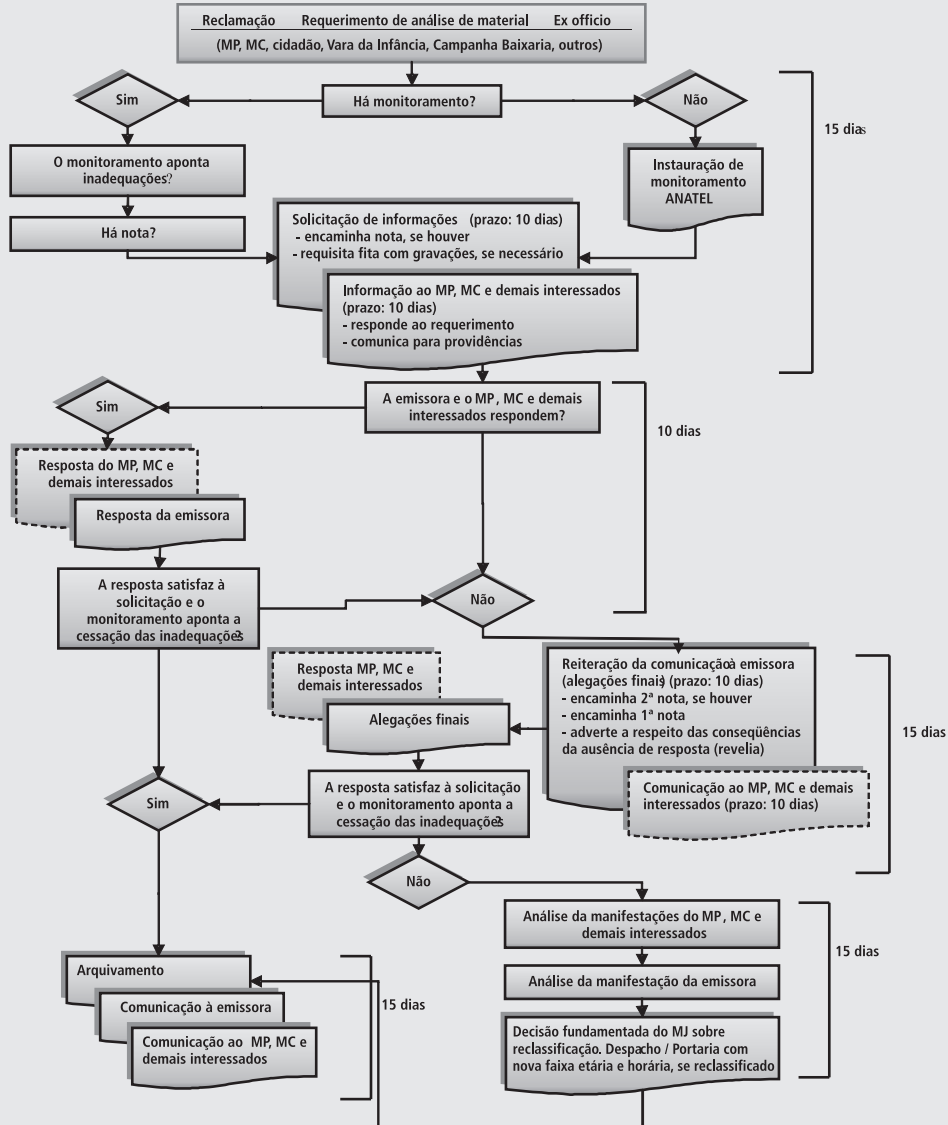 Reclamação Requerimento de análise de material Ex officio
(MP, MC, cidadão, Vara da Infância, Campanha Baixaria, outros)
Sim
Há monitoramento?
Não
15 dias
O monitoramento aponta
inadequações?
Instauração de
monitoramento
ANATEL
Há nota?
Solicitação de informações (prazo: 10 dias)
- encaminha nota, se houver
- requisita fita com gravações, se necessário
Informação ao MP, MC e demais interessados
(prazo: 10 dias)
- responde ao requerimento
- comunica para providências
Sim
A emissora e o MP, MC e demais
interessados respondem?
10 dias
Resposta do MP, MC e
demais interessados
Resposta da emissora
A resposta satisfaz à
solicitação e o
monitoramento aponta a
cessação das inadequações?
Não
Resposta MP, MC e
demais interessados
Alegações finais
Reiteração da comunicação à emissora
(alegações finais) (prazo: 10 dias)
- encaminha 2ª nota, se houver
- encaminha 1ª nota
- adverte a respeito das conseqüências
da ausência de resposta (revelia)
15 dias
Comunicação ao MP, MC e demais
interessados (prazo: 10 dias)
Sim
A resposta satisfaz à solicitação
e o monitoramento aponta a
cessação das inadequações?
Não
Análise da manifestações do MP, MC e
demais interessados
15 dias
Análise da manifestação da emissora
Decisão fundamentada do MJ sobre
reclassificação. Despacho / Portaria com
nova faixa etária e horária, se reclassificado
Arquivamento
Comunicação à emissora
Comunicação ao MP, MC e
demais interessados
15 dias